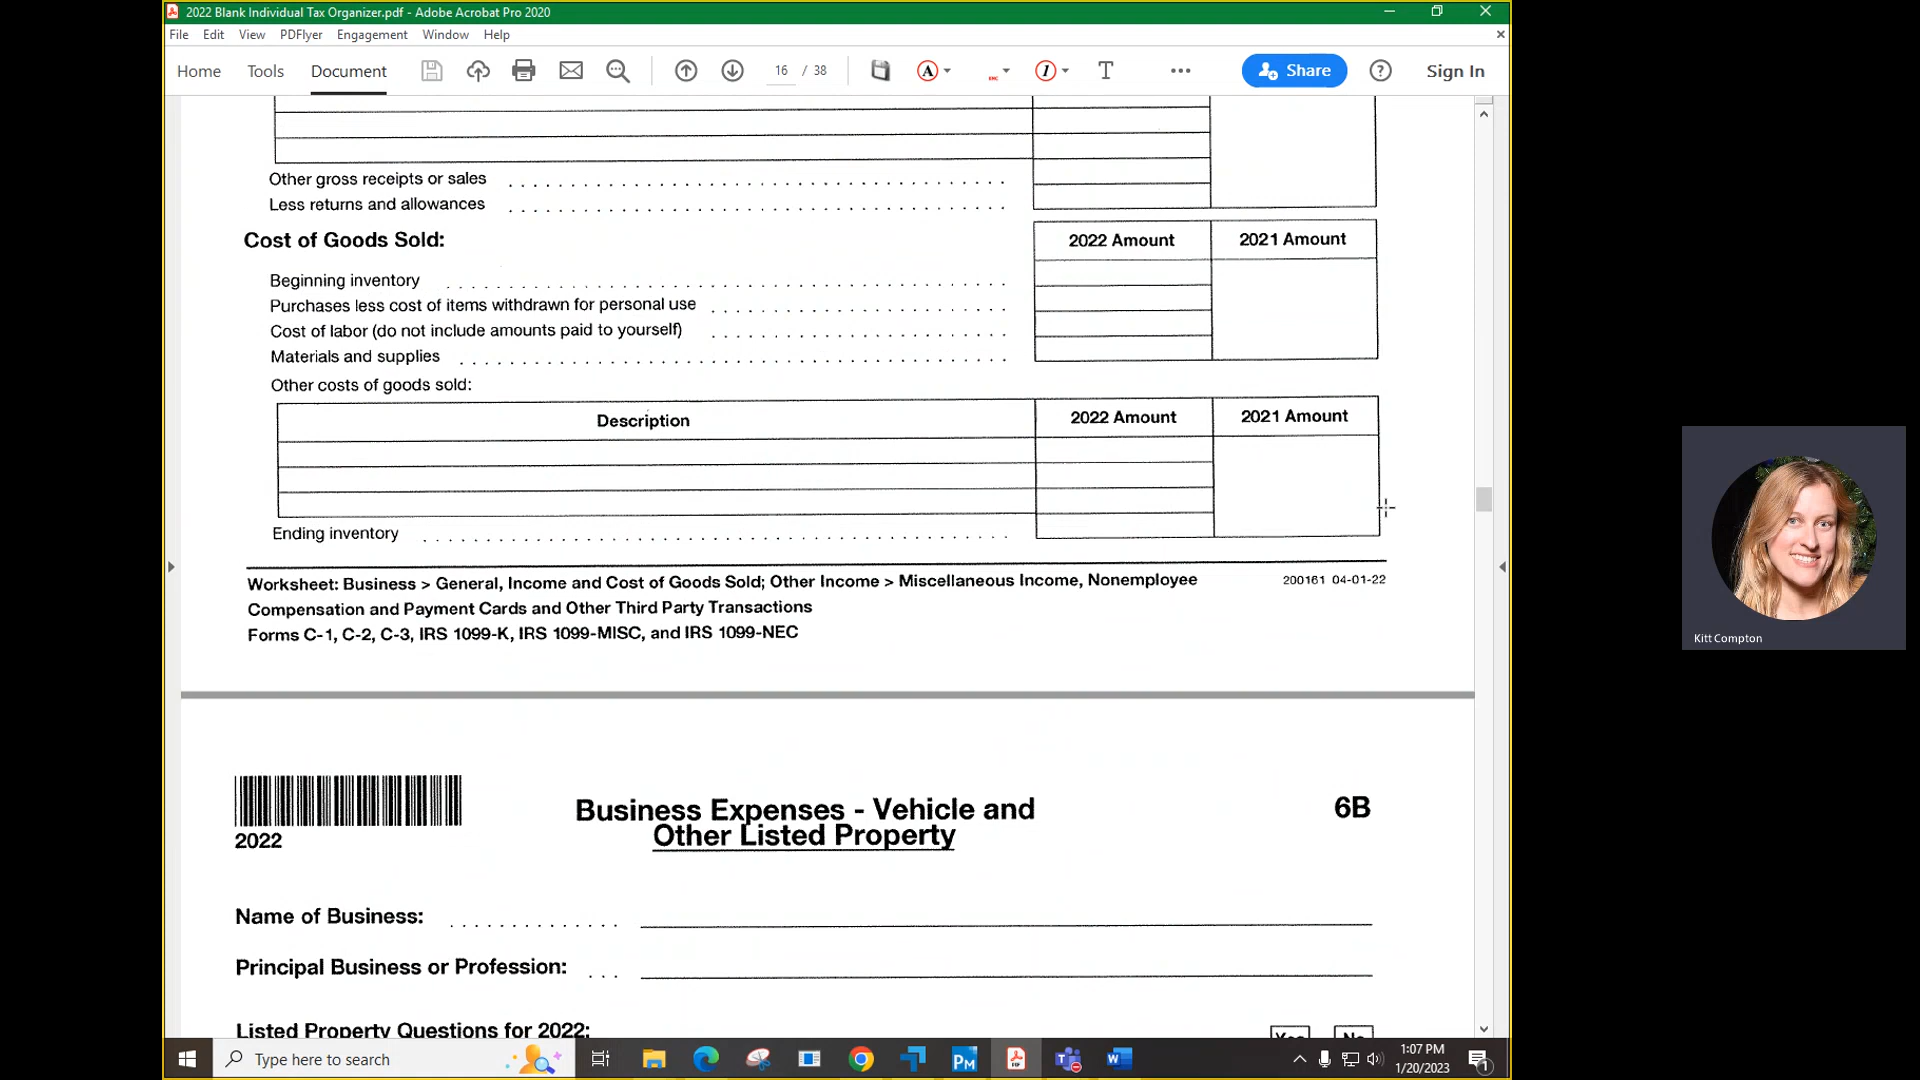 2022 Blank Individual Tax Organizer.pdf - Adobe Acrobat Pro 2020
File Edit View PDFlyer Engagement Window Help
Home Tools Document 16 / 38 Share Sign In
Other gross receipts or sales
Less returns and allowances
Cost of Goods Sold: 2022 Amount 2021 Amount
Beginning inventory
Purchases less cost of items withdrawn for personal use
Cost of labor (do not include amounts paid to yourself)
Materials and supplies
Other costs of goods sold:
Description 2022 Amount 2021 Amount
Ending inventory
Worksheet: Business > General, Income and Cost of Goods Sold; Other Income > Miscellaneous Income, Nonemployee 200161 04-01-22
Compensation and Payment Cards and Other Third Party Transactions
Forms C-1, C-2, C-3, IRS 1099-K, IRS 1099-MISC, and IRS 1099-NEC
Kitt Compton
Business Expenses - Vehicle and 6B
Other Listed Property
2022
Name of Business:
Principal Business or Profession:
Listed Property Questions for 2022: Yes No
Type here to search
1:07 PM
1/20/2023